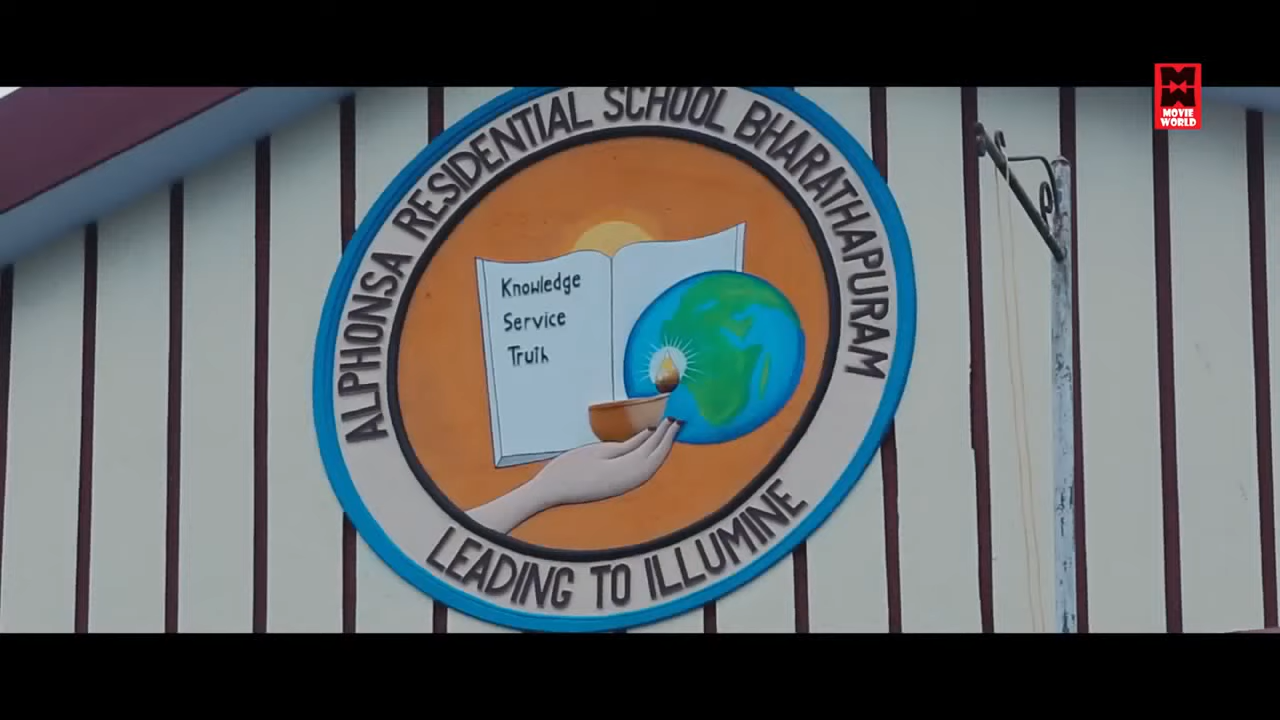 ALPHONSA RESIDENTIAL SCHOOL BHARATHAPURAM
Knowledge
Service
Truth
LEADING TO ILLUMINE
MOVIE
WORLD